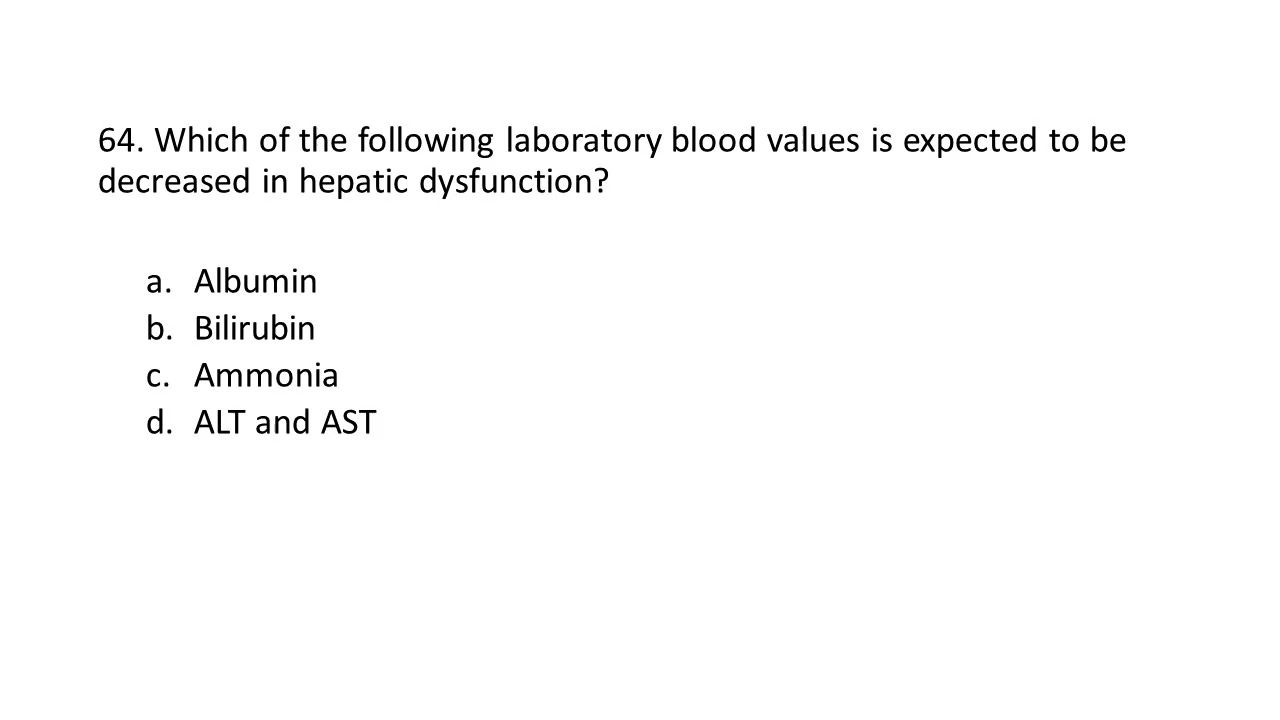 64. Which of the following laboratory blood values is expected to be
decreased in hepatic dysfunction?
a. Albumin
b. Bilirubin
c. Ammonia
d. ALT and AST